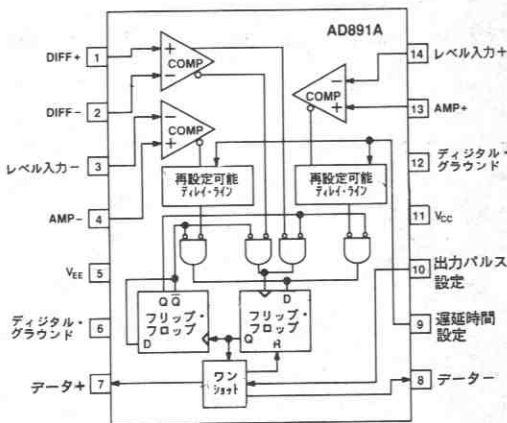 AD891A
DIFF+
1
+
−
COMP
DIFF−
2
−
+
COMP
レベル入力−
3
AMP−
4
14
レベル入力+
−
+
COMP
13
AMP+
12
ディジタル・
グラウンド
再設定可能
ディレイ・ライン
再設定可能
ディレイ・ライン
11
VCC
VEE
5
10
出力パルス
設定
Q Q̅
フリップ・
フロップ
D
D
フリップ・
フロップ
Q
R
ディジタル・
グラウンド
6
9
遅延時間
設定
データ+
7
ワン
ショット
8
データー